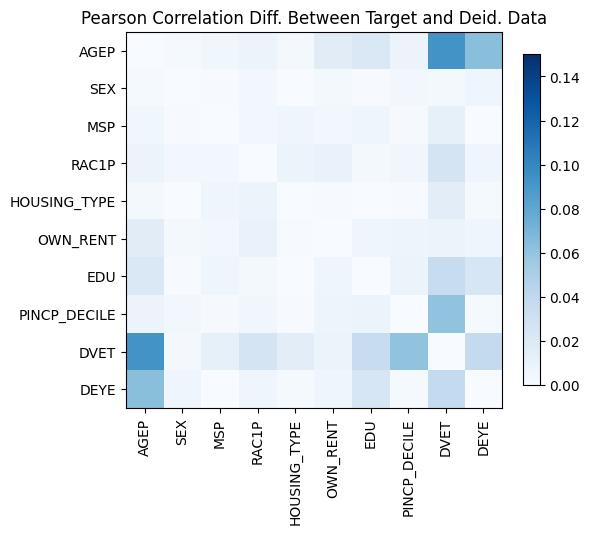 Pearson Correlation Diff. Between Target and Deid. Data
AGEP
SEX
MSP
RAC1P
HOUSING_TYPE
OWN_RENT
EDU
PINCP_DECILE
DVET
DEYE
AGEP
SEX
MSP
RAC1P
HOUSING_TYPE
OWN_RENT
EDU
PINCP_DECILE
DVET
DEYE
0.14
0.12
0.10
0.08
0.06
0.04
0.02
0.00